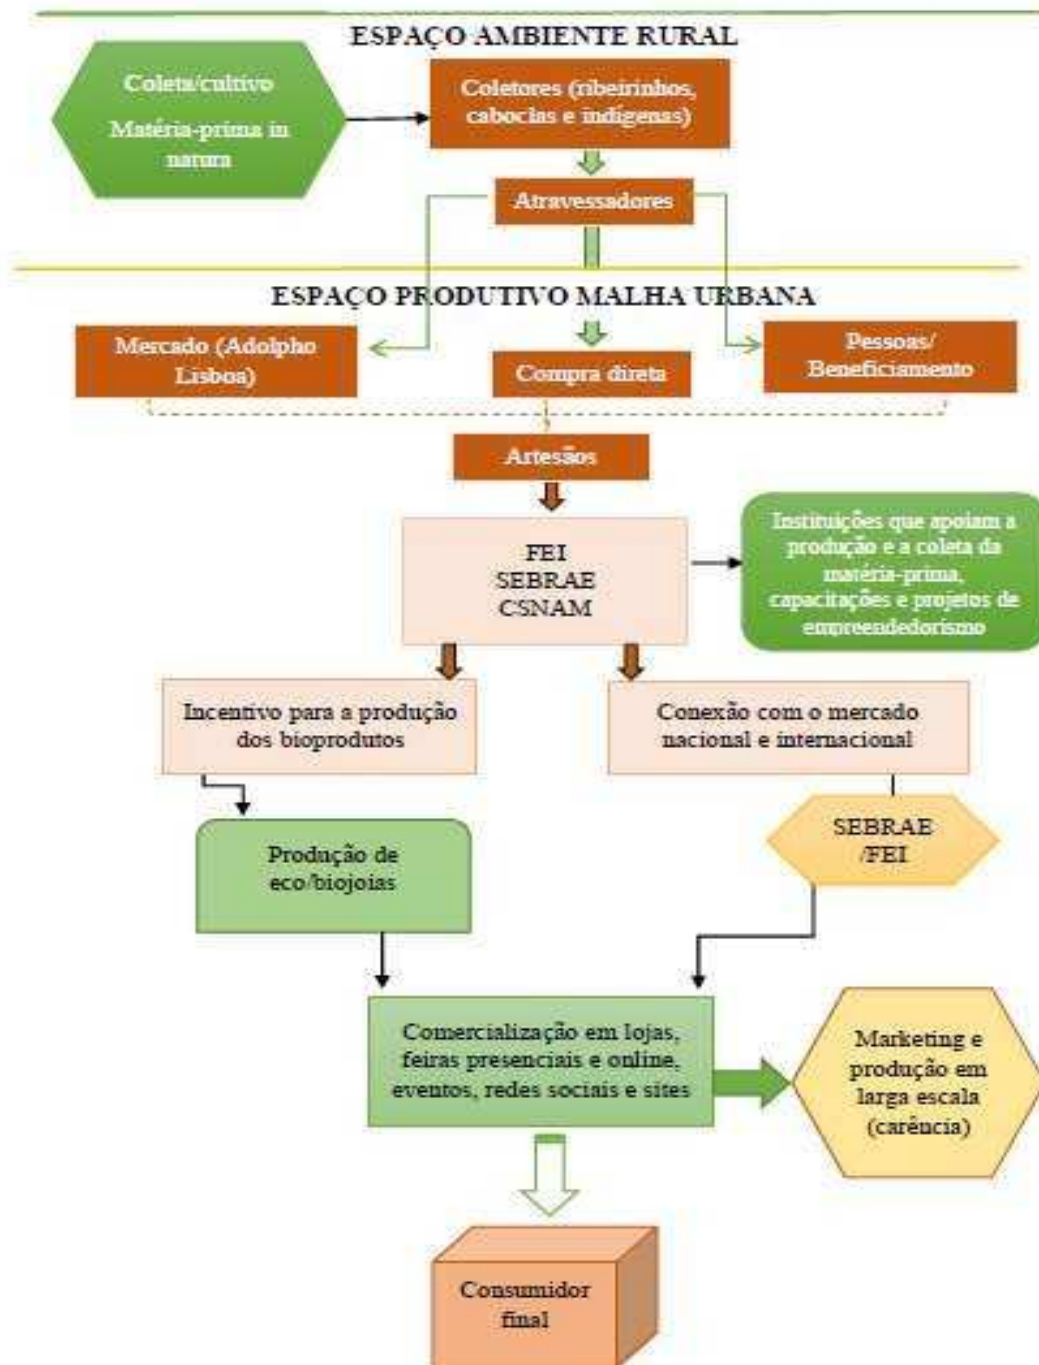 ESPAÇO AMBIENTE RURAL
Coleta/cultivo
Matéria-prima in
natura
Coletores (ribeirinhos,
caboclas e indígenas)
Atravessadores
ESPAÇO PRODUTIVO MALHA URBANA
Mercado (Adolpho
Lisboa)
Compra direta
Pessoas/
Beneficiamento
Artesãos
FEI
SEBRAE
CSNAM
Instituições que apoiam a
produção e a coleta da
matéria-prima,
capacitações e projetos de
empreendedorismo
Incentivo para a produção
dos bioprodutos
Conexão com o mercado
nacional e internacional
SEBRAE
/FEI
Produção de
eco/biojoias
Comercialização em lojas,
feiras presenciais e online,
eventos, redes sociais e sites
Marketing e
produção em
larga escala
(carência)
Consumidor
final